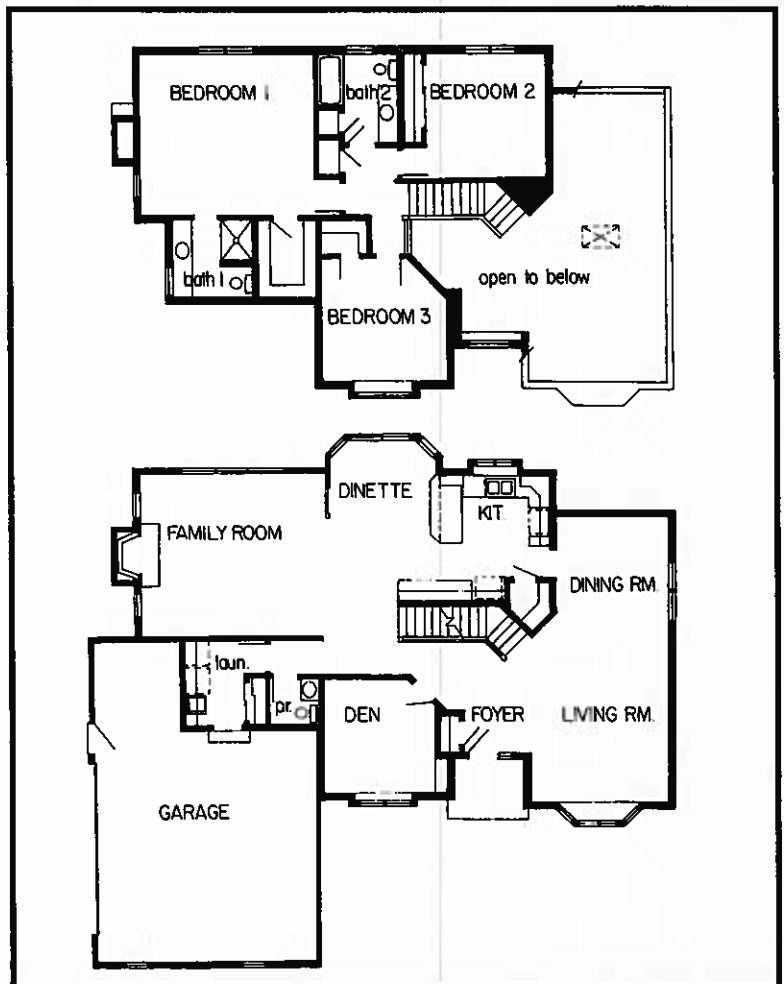 BEDROOM 1
bath 2
BEDROOM 2
bath 1
open to below
BEDROOM 3
DINETTE
KIT.
FAMILY ROOM
DINING RM.
laun.
pr.
DEN
FOYER
LIVING RM.
GARAGE